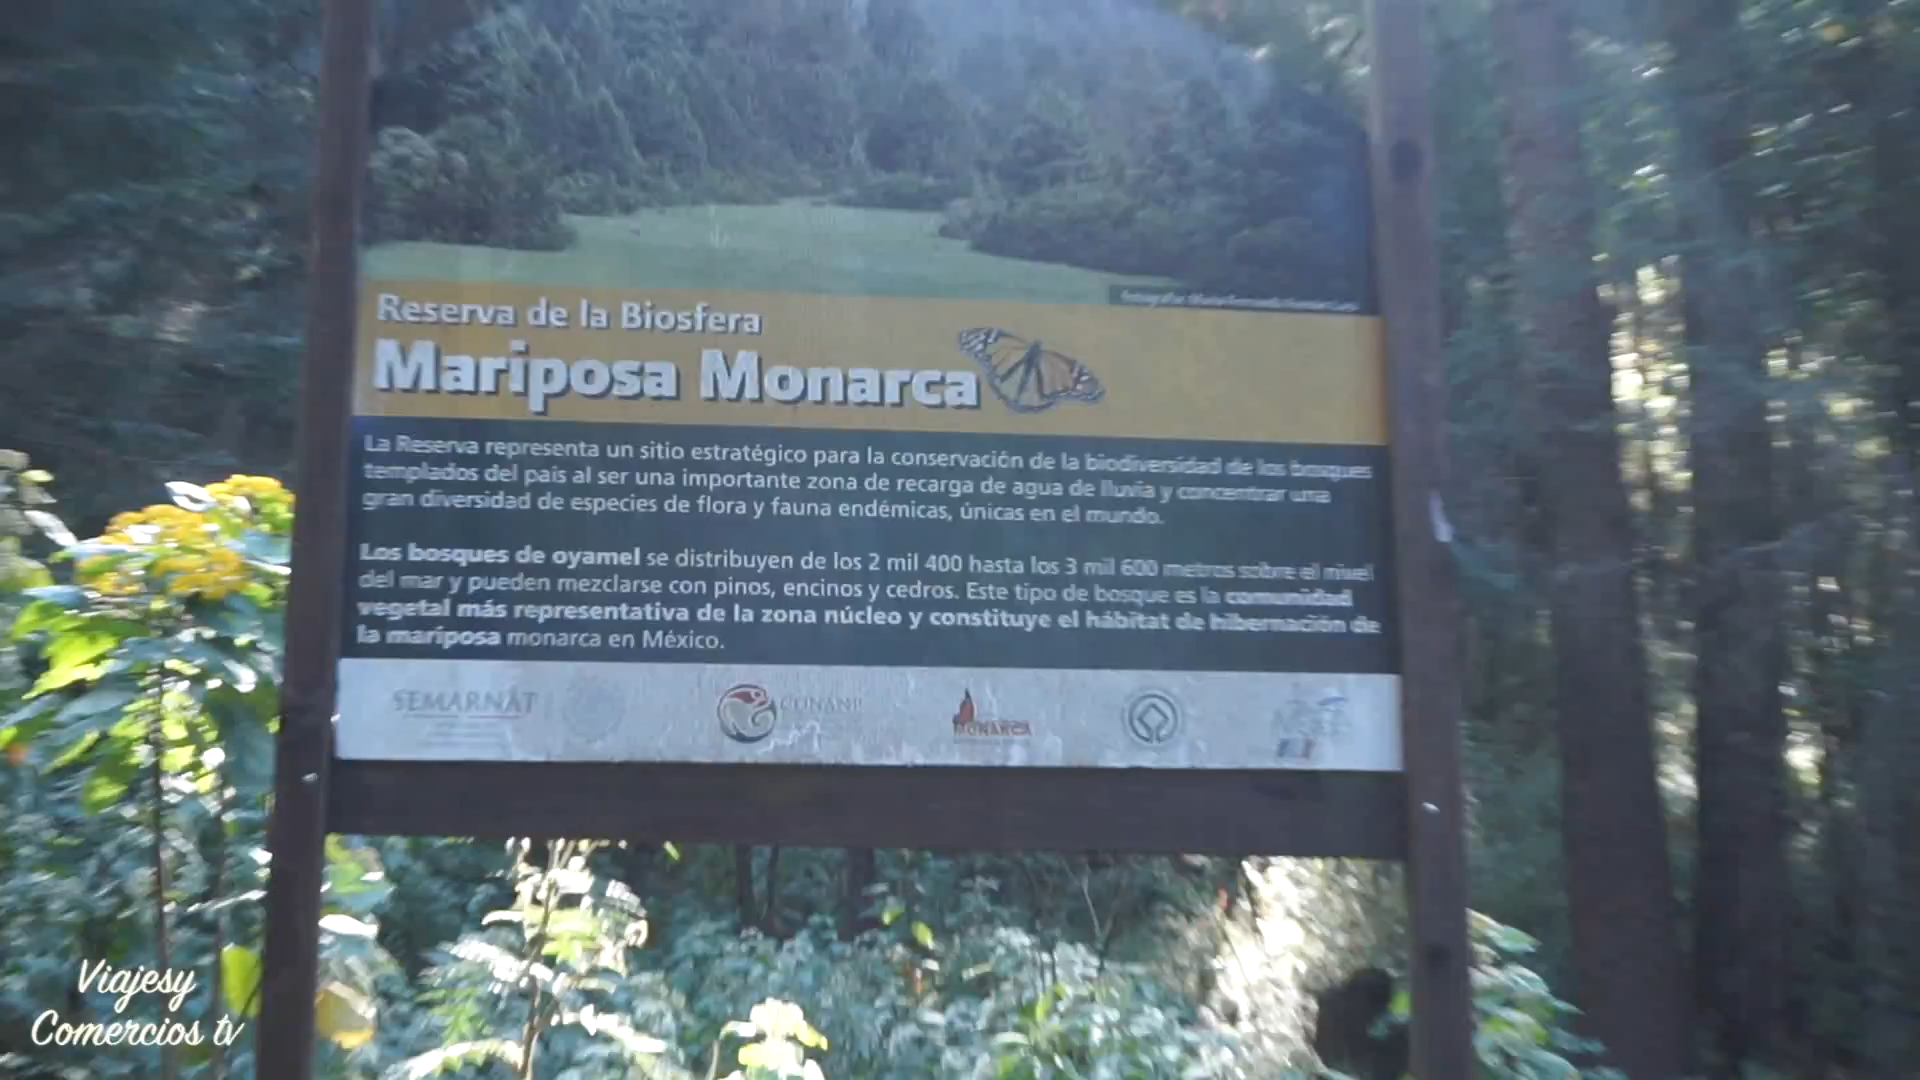 Reserva de la Biosfera
Mariposa Monarca
La Reserva representa un sitio estratégico para la conservación de la biodiversidad de los bosques
templados del país al ser una importante zona de recarga de agua de lluvia y concentrar una
gran diversidad de especies de flora y fauna endémicas, únicas en el mundo.
Los bosques de oyamel se distribuyen de los 2 mil 400 hasta los 3 mil 600 metros sobre el nivel
del mar y pueden mezclarse con pinos, encinos y cedros. Este tipo de bosque es la comunidad
vegetal más representativa de la zona núcleo y constituye el hábitat de hibernación de
la mariposa monarca en México.
SEMARNAT
CONANP
MONARCA
Viajesy
Comercios tv